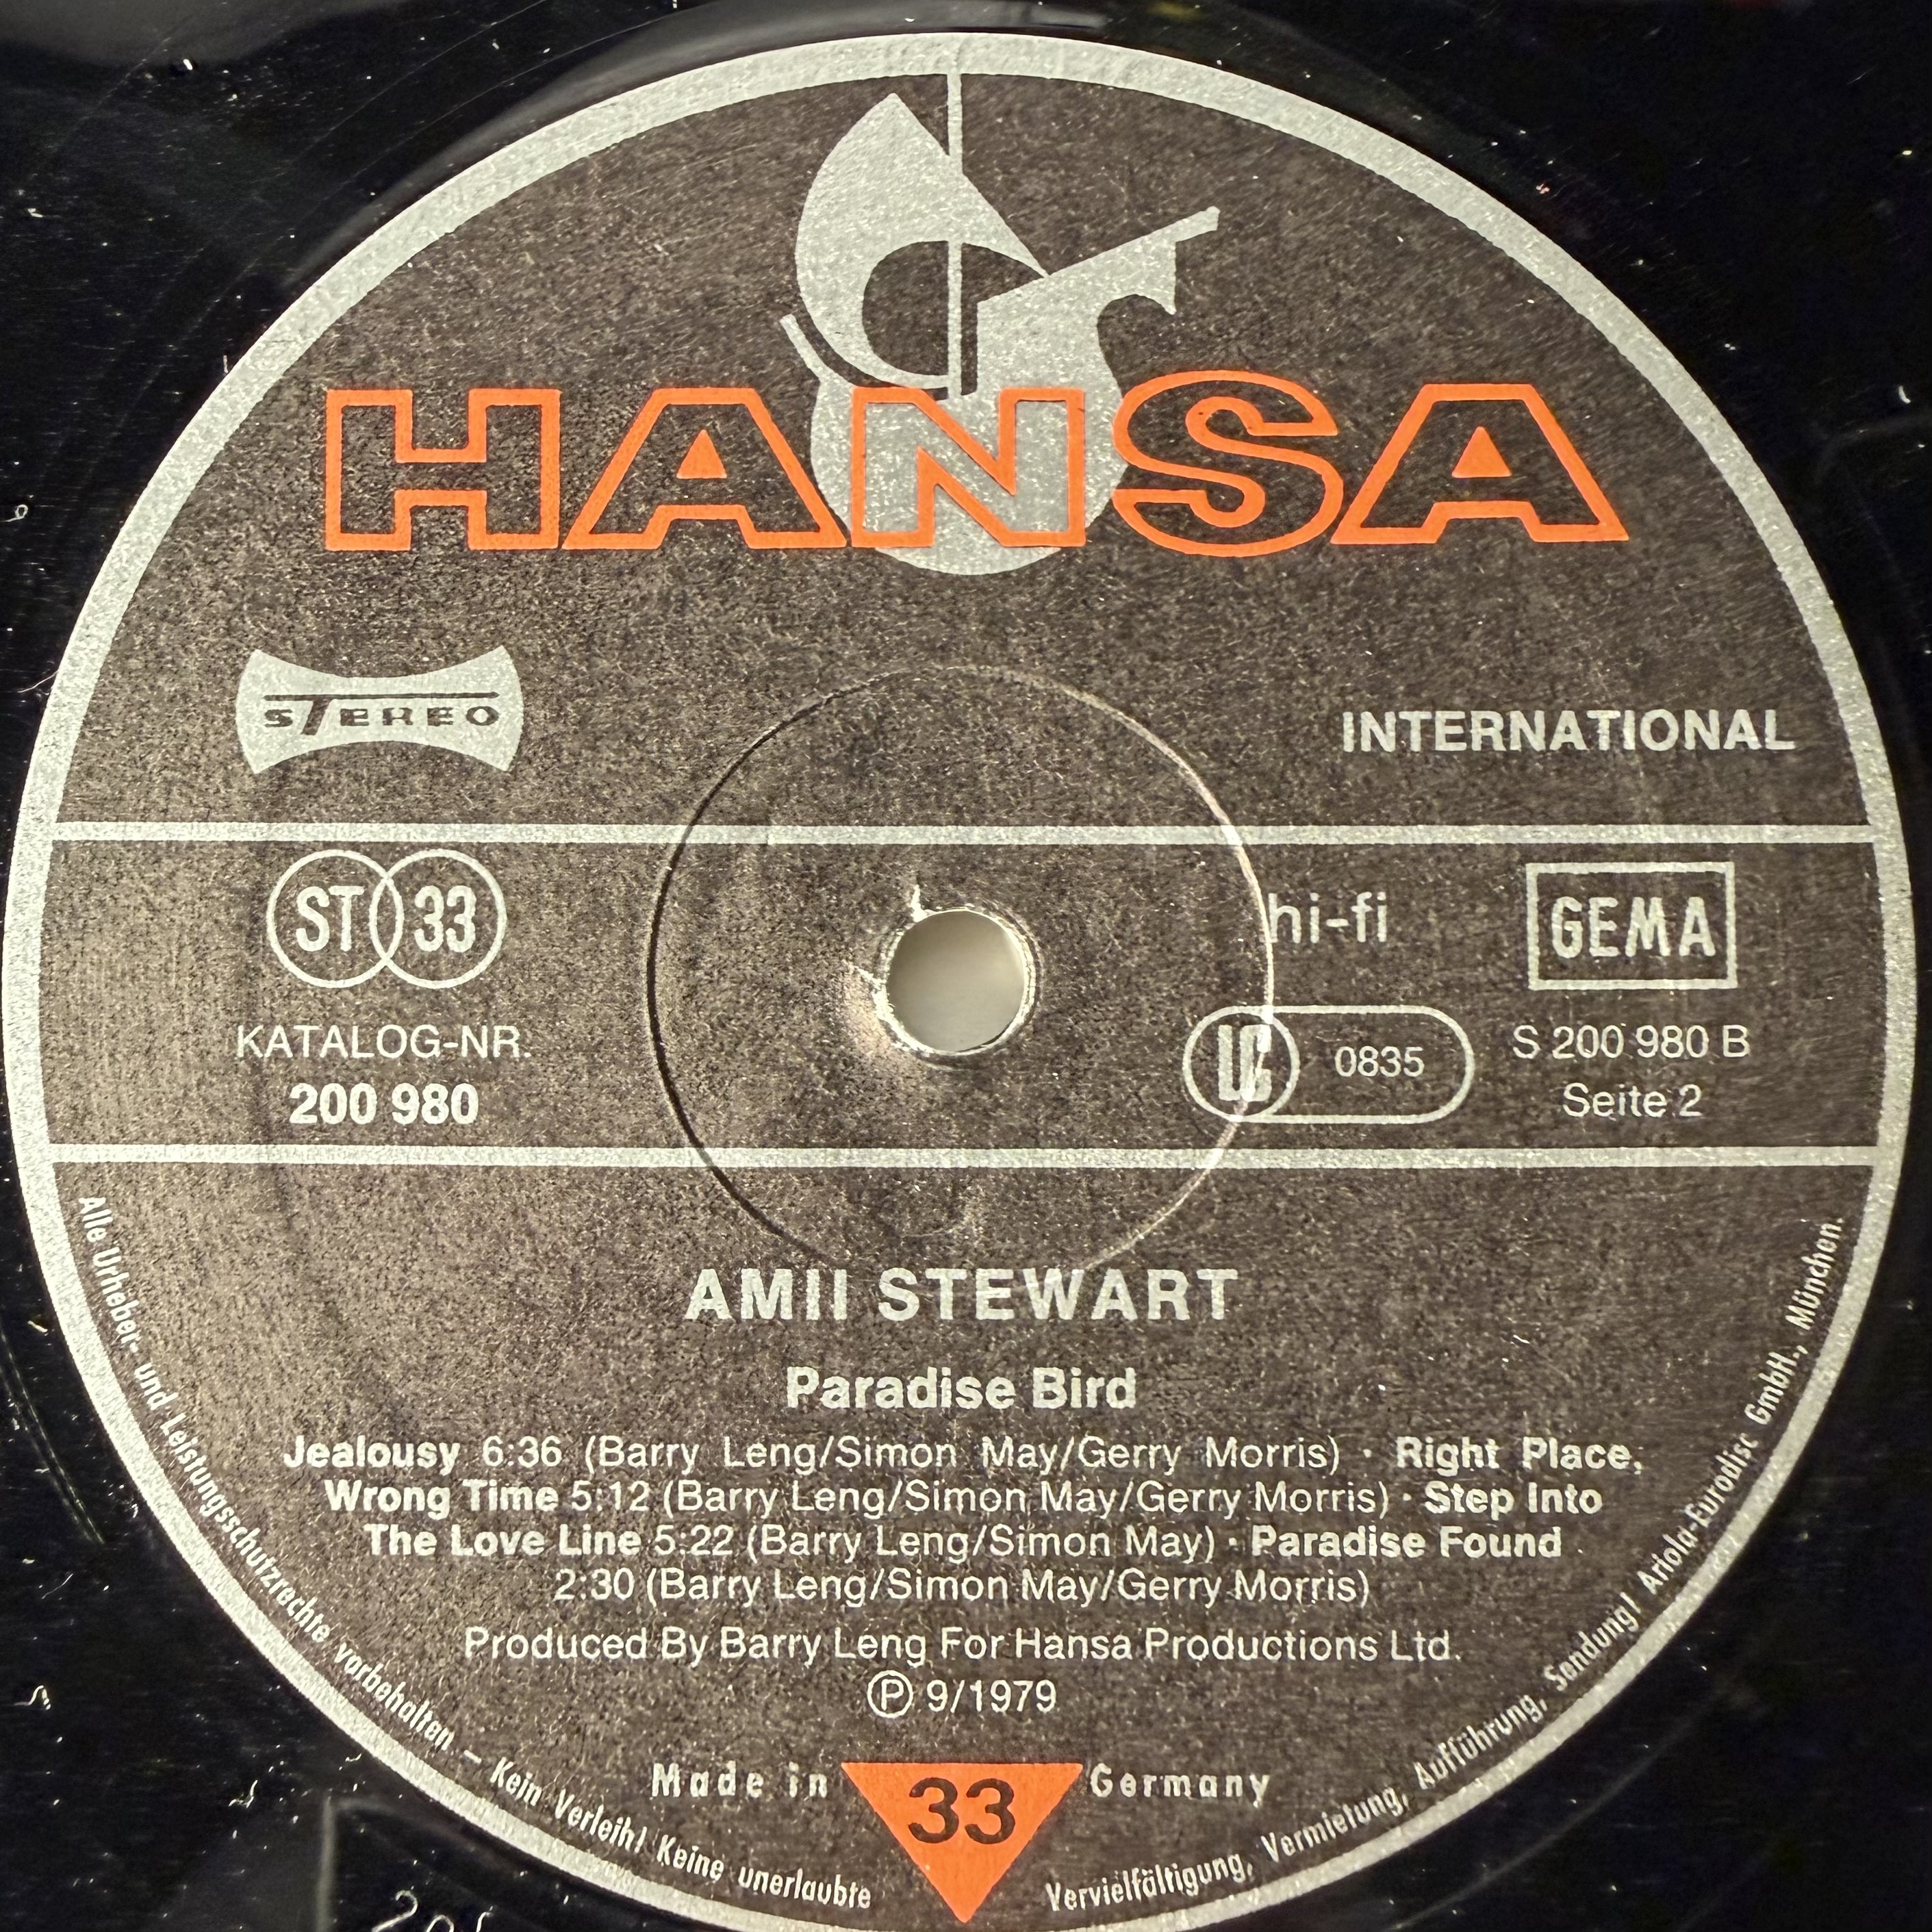 HANSA
STEREO
INTERNATIONAL
ST 33
hi-fi
GEMA
KATALOG-NR.
200 980
LC 0835
S 200 980 B
Seite 2
AMII STEWART
Paradise Bird
Jealousy 6:36 (Barry Leng/Simon May/Gerry Morris) · Right Place,
Wrong Time 5:12 (Barry Leng/Simon May/Gerry Morris) · Step Into
The Love Line 5:22 (Barry Leng/Simon May) · Paradise Found
2:30 (Barry Leng/Simon May/Gerry Morris)
Produced By Barry Leng For Hansa Productions Ltd.
Ⓟ 9/1979
Made in 33 Germany
Alle Urheber- und Leistungsschutzrechte vorbehalten – Kein Verleih! Keine unerlaubte Vervielfältigung, Vermietung, Aufführung, Sendung! Ariola-Eurodisc GmbH., München.